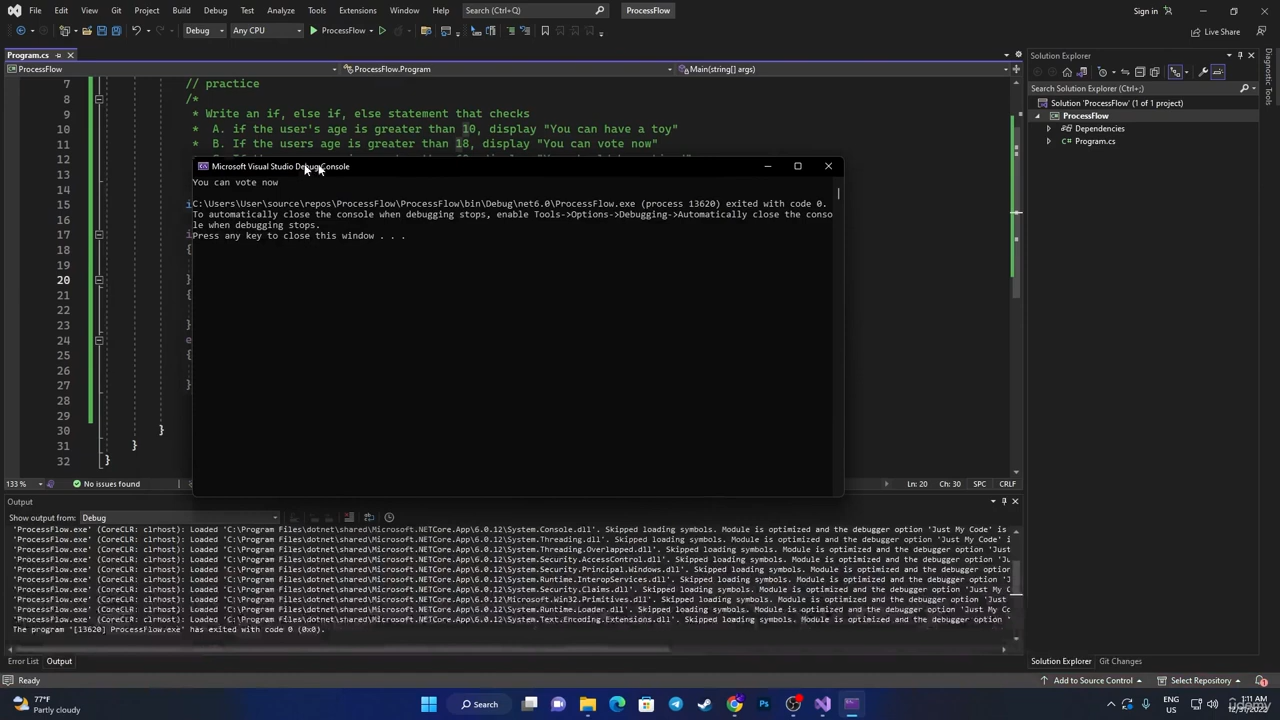 File Edit View Git Project Build Debug Test Analyze Tools Extensions Window Help Search (Ctrl+Q) ProcessFlow Sign in
Debug Any CPU ProcessFlow Live Share
Program.cs
ProcessFlow ProcessFlow.Program Main(string[] args)
7 // practice
8 /*
9 * Write an if, else if, else statement that checks
10 * A. if the user's age is greater than 10, display "You can have a toy"
11 * B. If the users age is greater than 18, display "You can vote now"
12
13
14
15
16
17
18
19
20
21
22
23
24
25
26
27
28
29
30 }
31 }
32 }
Microsoft Visual Studio Debug Console
You can vote now
C:\Users\User\source\repos\ProcessFlow\ProcessFlow\bin\Debug\net6.0\ProcessFlow.exe (process 13620) exited with code 0.
To automatically close the console when debugging stops, enable Tools->Options->Debugging->Automatically close the conso
le when debugging stops.
Press any key to close this window . . .
133 % No issues found Ln: 20 Ch: 30 SPC CRLF
Output
Show output from: Debug
'ProcessFlow.exe' (CoreCLR: clrhost): Loaded 'C:\Program Files\dotnet\shared\Microsoft.NETCore.App\6.0.12\System.Console.dll'. Skipped loading symbols. Module is optimized and the debugger option 'Just My Code' is
'ProcessFlow.exe' (CoreCLR: clrhost): Loaded 'C:\Program Files\dotnet\shared\Microsoft.NETCore.App\6.0.12\System.Threading.dll'. Skipped loading symbols. Module is optimized and the debugger option 'Just My Code'
'ProcessFlow.exe' (CoreCLR: clrhost): Loaded 'C:\Program Files\dotnet\shared\Microsoft.NETCore.App\6.0.12\System.Threading.Overlapped.dll'. Skipped loading symbols. Module is optimized and the debugger option 'Jus
'ProcessFlow.exe' (CoreCLR: clrhost): Loaded 'C:\Program Files\dotnet\shared\Microsoft.NETCore.App\6.0.12\System.Security.AccessControl.dll'. Skipped loading symbols. Module is optimized and the debugger option
'ProcessFlow.exe' (CoreCLR: clrhost): Loaded 'C:\Program Files\dotnet\shared\Microsoft.NETCore.App\6.0.12\System.Security.Principal.Windows.dll'. Skipped loading symbols. Module is optimized and the debugger optio
'ProcessFlow.exe' (CoreCLR: clrhost): Loaded 'C:\Program Files\dotnet\shared\Microsoft.NETCore.App\6.0.12\System.Runtime.InteropServices.dll'. Skipped loading symbols. Module is optimized and the debugger option
'ProcessFlow.exe' (CoreCLR: clrhost): Loaded 'C:\Program Files\dotnet\shared\Microsoft.NETCore.App\6.0.12\System.Security.Claims.dll'. Skipped loading symbols. Module is optimized and the debugger option 'Just My
'ProcessFlow.exe' (CoreCLR: clrhost): Loaded 'C:\Program Files\dotnet\shared\Microsoft.NETCore.App\6.0.12\Microsoft.Win32.Primitives.dll'. Skipped loading symbols. Module is optimized and the debugger option
'ProcessFlow.exe' (CoreCLR: clrhost): Loaded 'C:\Program Files\dotnet\shared\Microsoft.NETCore.App\6.0.12\System.Runtime.Loader.dll'. Skipped loading symbols. Module is optimized and the debugger option 'Just My
'ProcessFlow.exe' (CoreCLR: clrhost): Loaded 'C:\Program Files\dotnet\shared\Microsoft.NETCore.App\6.0.12\System.Text.Encoding.Extensions.dll'. Skipped loading symbols. Module is optimized and the debugger option
The program '[13620] ProcessFlow.exe' has exited with code 0 (0x0).
Error List Output
Ready
Solution Explorer
Search Solution Explorer (Ctrl+;)
Solution 'ProcessFlow' (1 of 1 project)
ProcessFlow
Dependencies
Program.cs
Diagnostic Tools
Solution Explorer Git Changes
Add to Source Control Select Repository
77°F
Partly cloudy
Search
ENG
US
1:11 AM
udemy